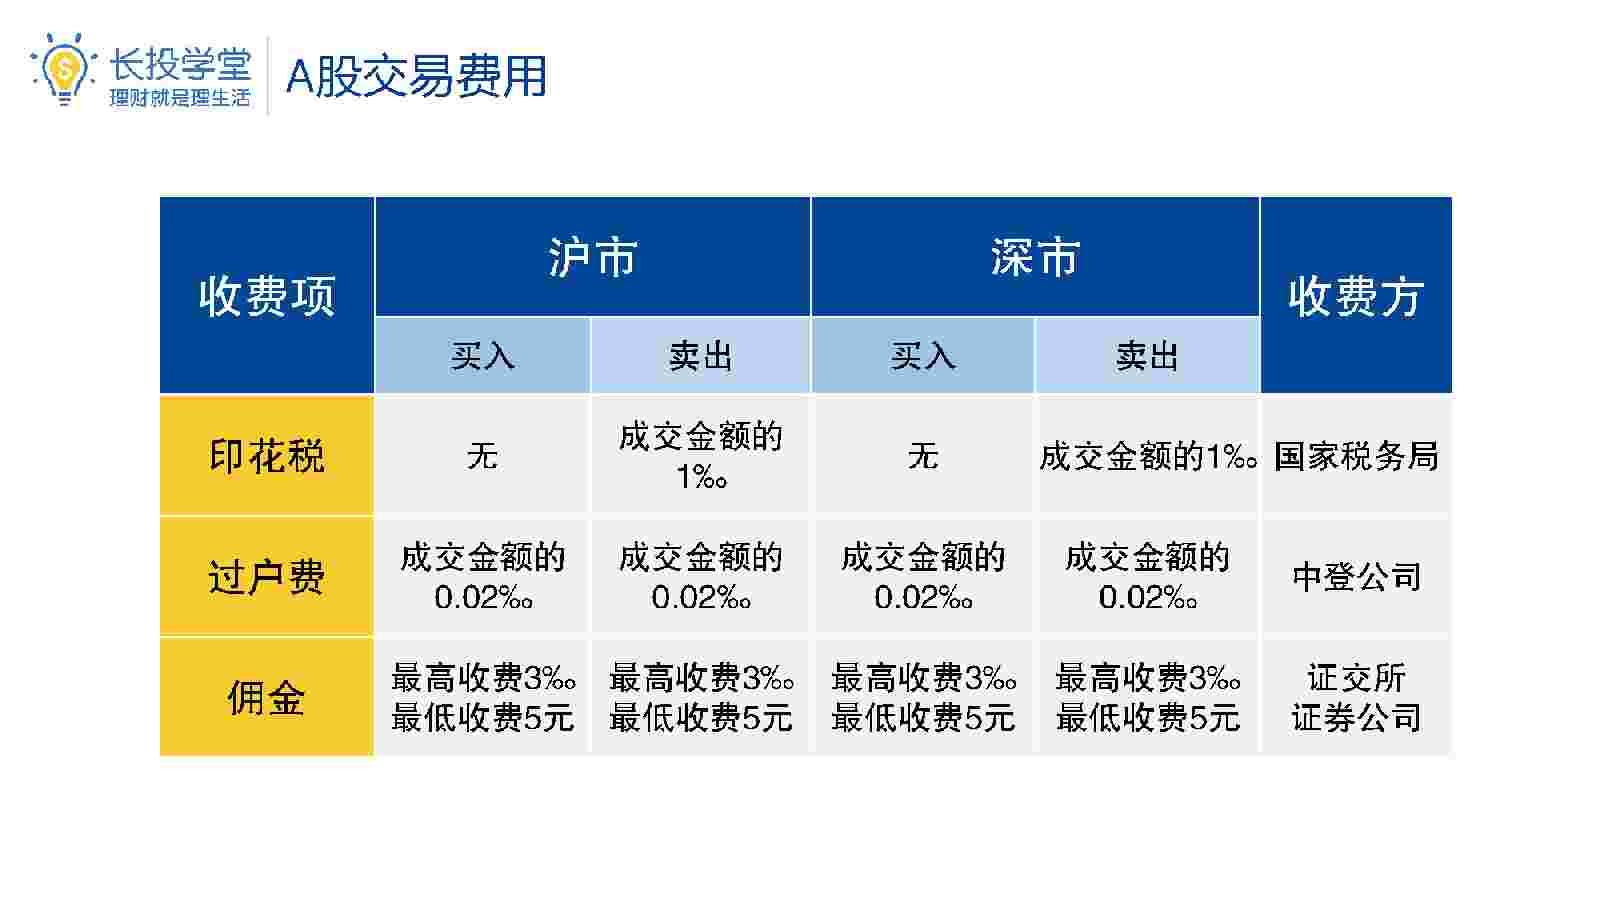 长投学堂
理财就是理生活
A股交易费用
收费项
沪市
深市
收费方
买入
卖出
买入
卖出
印花税
无
成交金额的
1‰
无
成交金额的1‰
国家税务局
过户费
成交金额的
0.02‰
成交金额的
0.02‰
成交金额的
0.02‰
成交金额的
0.02‰
中登公司
佣金
最高收费3‰
最低收费5元
最高收费3‰
最低收费5元
最高收费3‰
最低收费5元
最高收费3‰
最低收费5元
证交所
证券公司